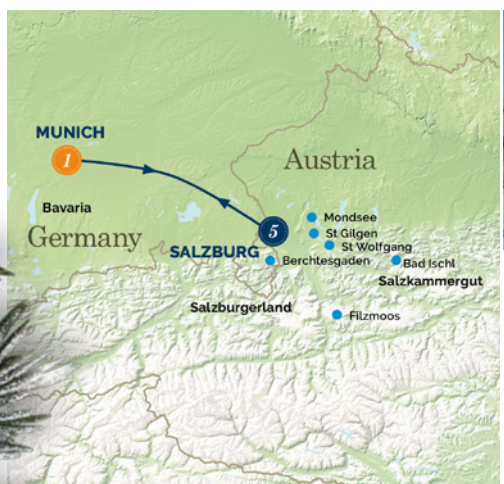 MUNICH
1
Austria
Bavaria
Germany
5
SALZBURG
Mondsee
St Gilgen
St Wolfgang
Berchtesgaden
Bad Ischl
Salzkammergut
Salzburgerland
Filzmoos